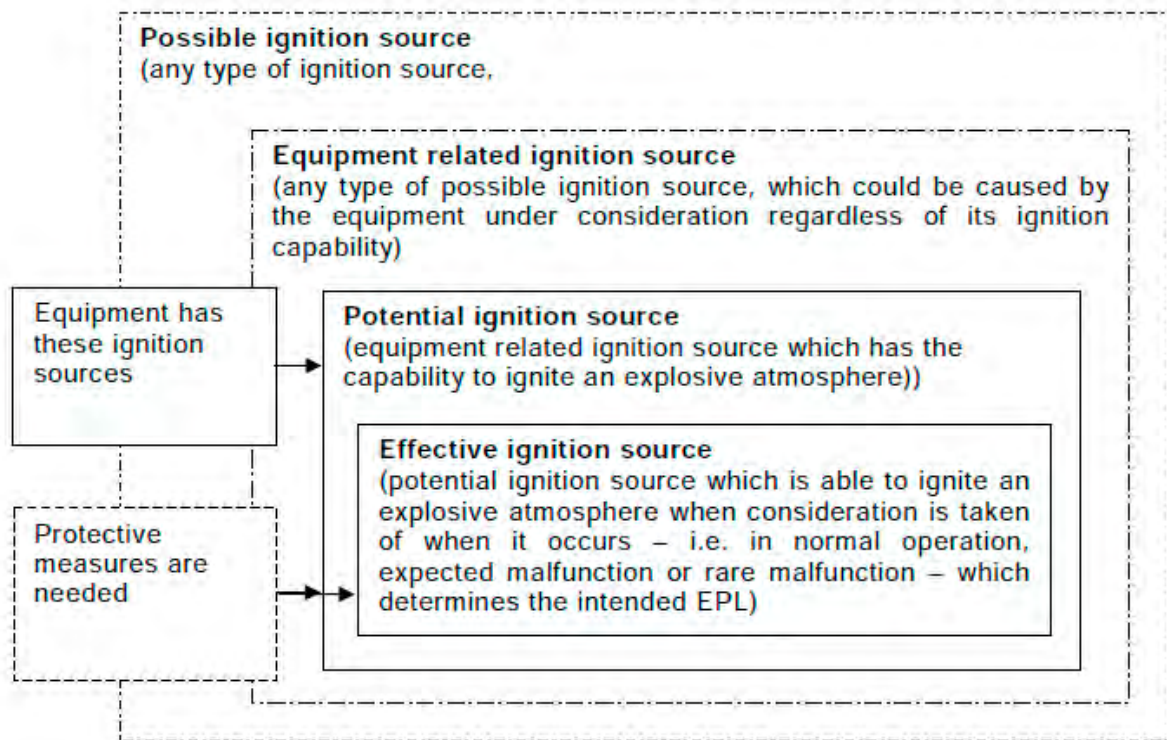 Possible ignition source
(any type of ignition source,
Equipment related ignition source
(any type of possible ignition source, which could be caused by
the equipment under consideration regardless of its ignition
capability)
Equipment has
these ignition
sources
Potential ignition source
(equipment related ignition source which has the
capability to ignite an explosive atmosphere))
Effective ignition source
(potential ignition source which is able to ignite an
explosive atmosphere when consideration is taken
of when it occurs – i.e. in normal operation,
expected malfunction or rare malfunction – which
determines the intended EPL)
Protective
measures are
needed